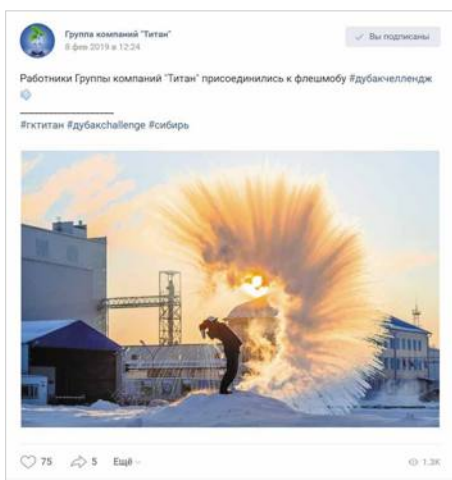 Группа компаний "Титан"
8 фев 2019 в 12:24
Вы подписаны
Работники Группы компаний "Титан" присоединились к флешмобу #дубакчеллендж
#гктитан #дубакchallenge #сибирь
75
5
Ещё
1.3K